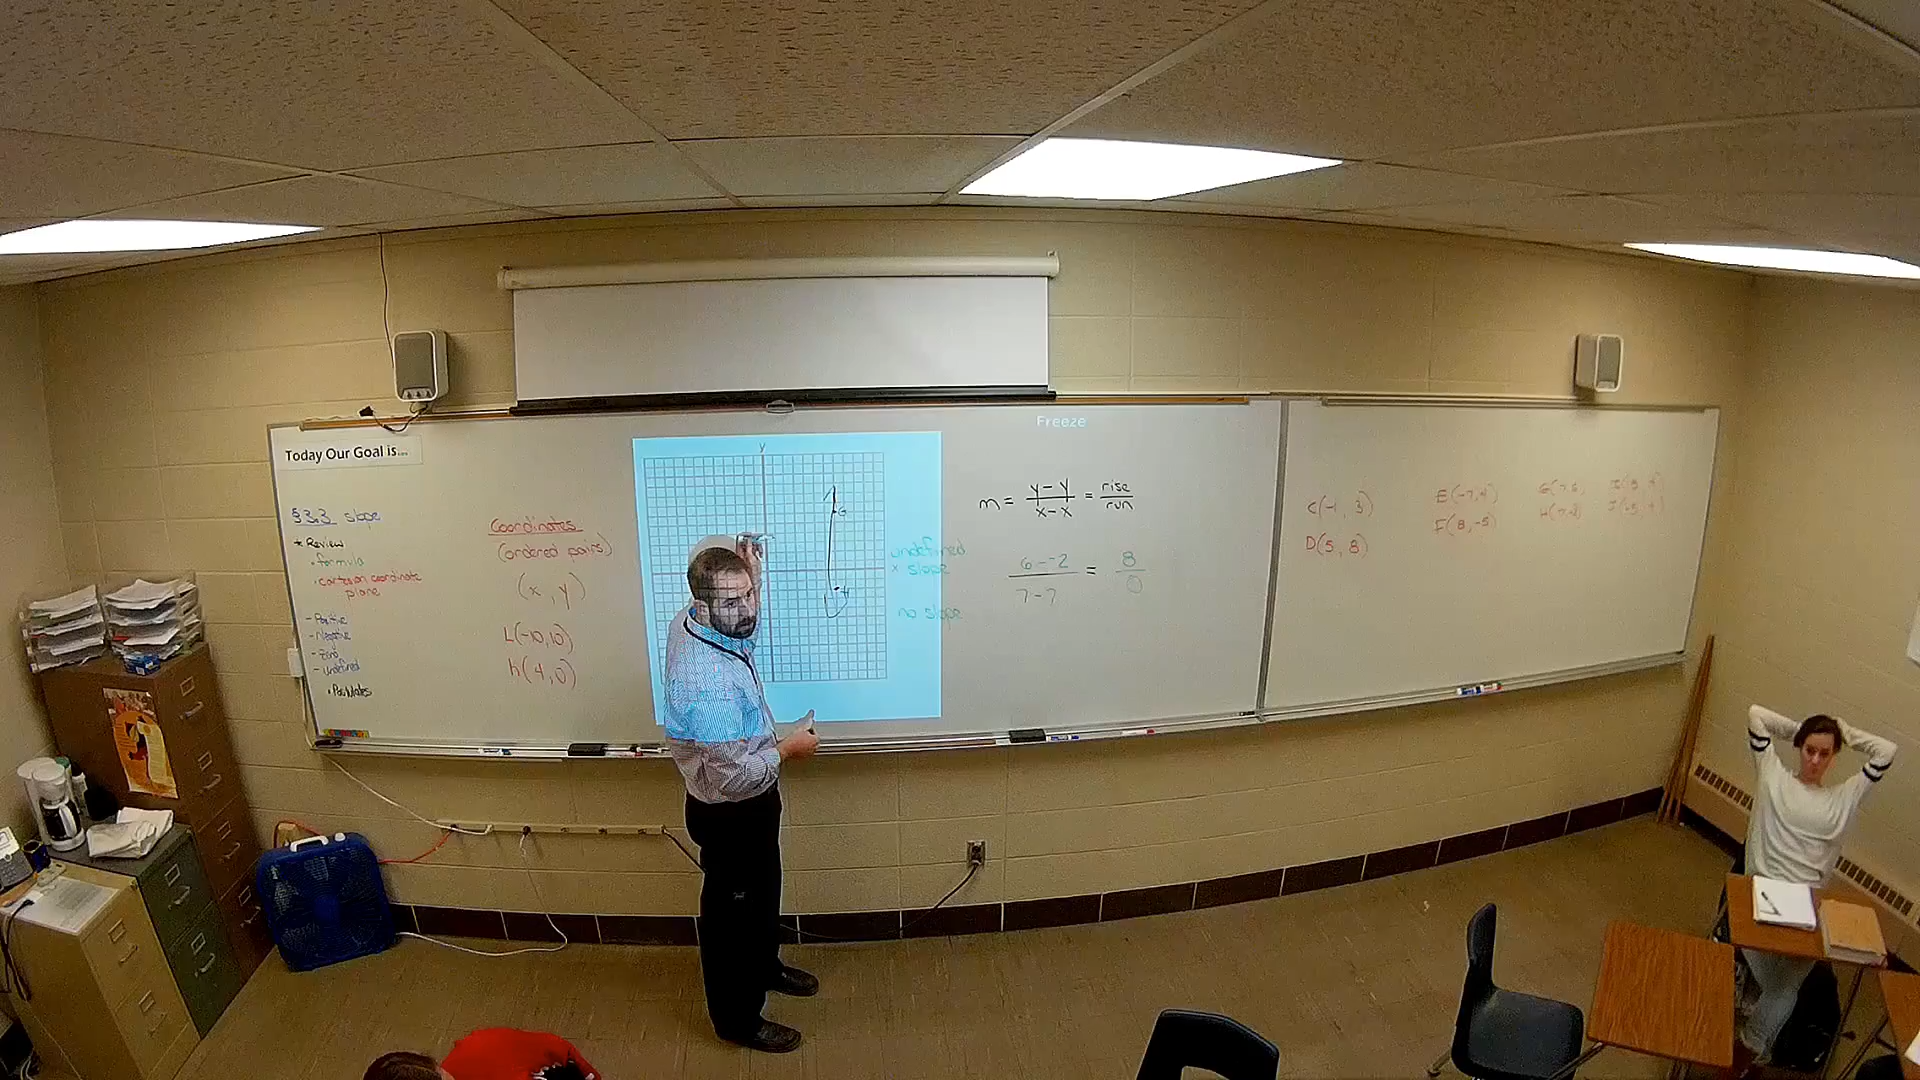 Freeze
Today Our Goal is...
§3.3 slope
* Review
- formula
- cartesian coordinate
plane
- Positive
- Negative
- Zero
- undefined
Coordinates
(ordered pairs)
(x, y)
L(-10,10)
h(4,0)
y
G
H
x
undefined
slope
no slope
m = y-y / x-x = rise / run
6--2 / 7-7 = 8 / 0
C(-1, 3)
D(5, 8)
E(-7,4)
F(8,-5)